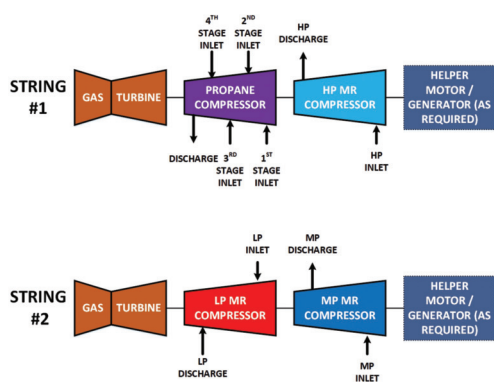 4TH
STAGE
INLET
2ND
STAGE
INLET
HP
DISCHARGE
STRING
#1
GAS
TURBINE
PROPANE
COMPRESSOR
HP MR
COMPRESSOR
HELPER
MOTOR /
GENERATOR (AS
REQUIRED)
DISCHARGE
3RD
STAGE
INLET
1ST
STAGE
INLET
HP
INLET
LP
INLET
MP
DISCHARGE
STRING
#2
GAS
TURBINE
LP MR
COMPRESSOR
MP MR
COMPRESSOR
HELPER
MOTOR /
GENERATOR (AS
REQUIRED)
LP
DISCHARGE
MP
INLET